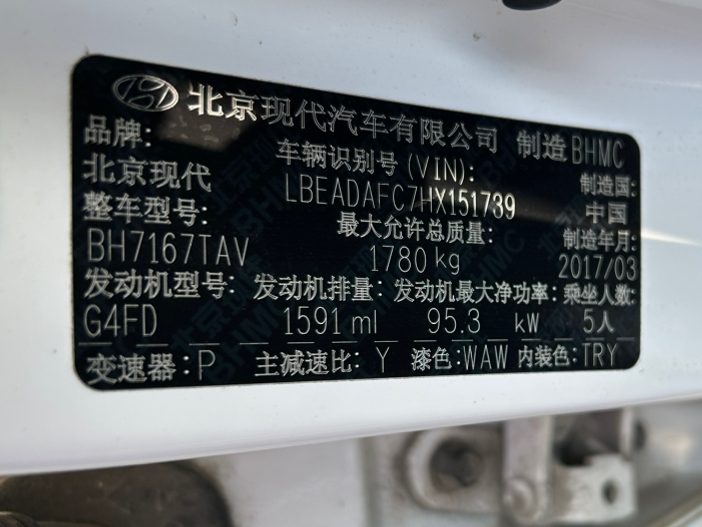 北京现代汽车有限公司 制造 BHMC
品牌: 车辆识别号(VIN): 制造国:
北京现代 LBEADAFC7HX151739 中国
整车型号: 最大允许总质量: 制造年月:
BH7167TAV 1780 kg 2017/03
发动机型号: 发动机排量: 发动机最大净功率: 乘坐人数:
G4FD 1591 ml 95.3 kW 5人
变速器: P 主减速比: Y 漆色: WAW 内装色: TRY